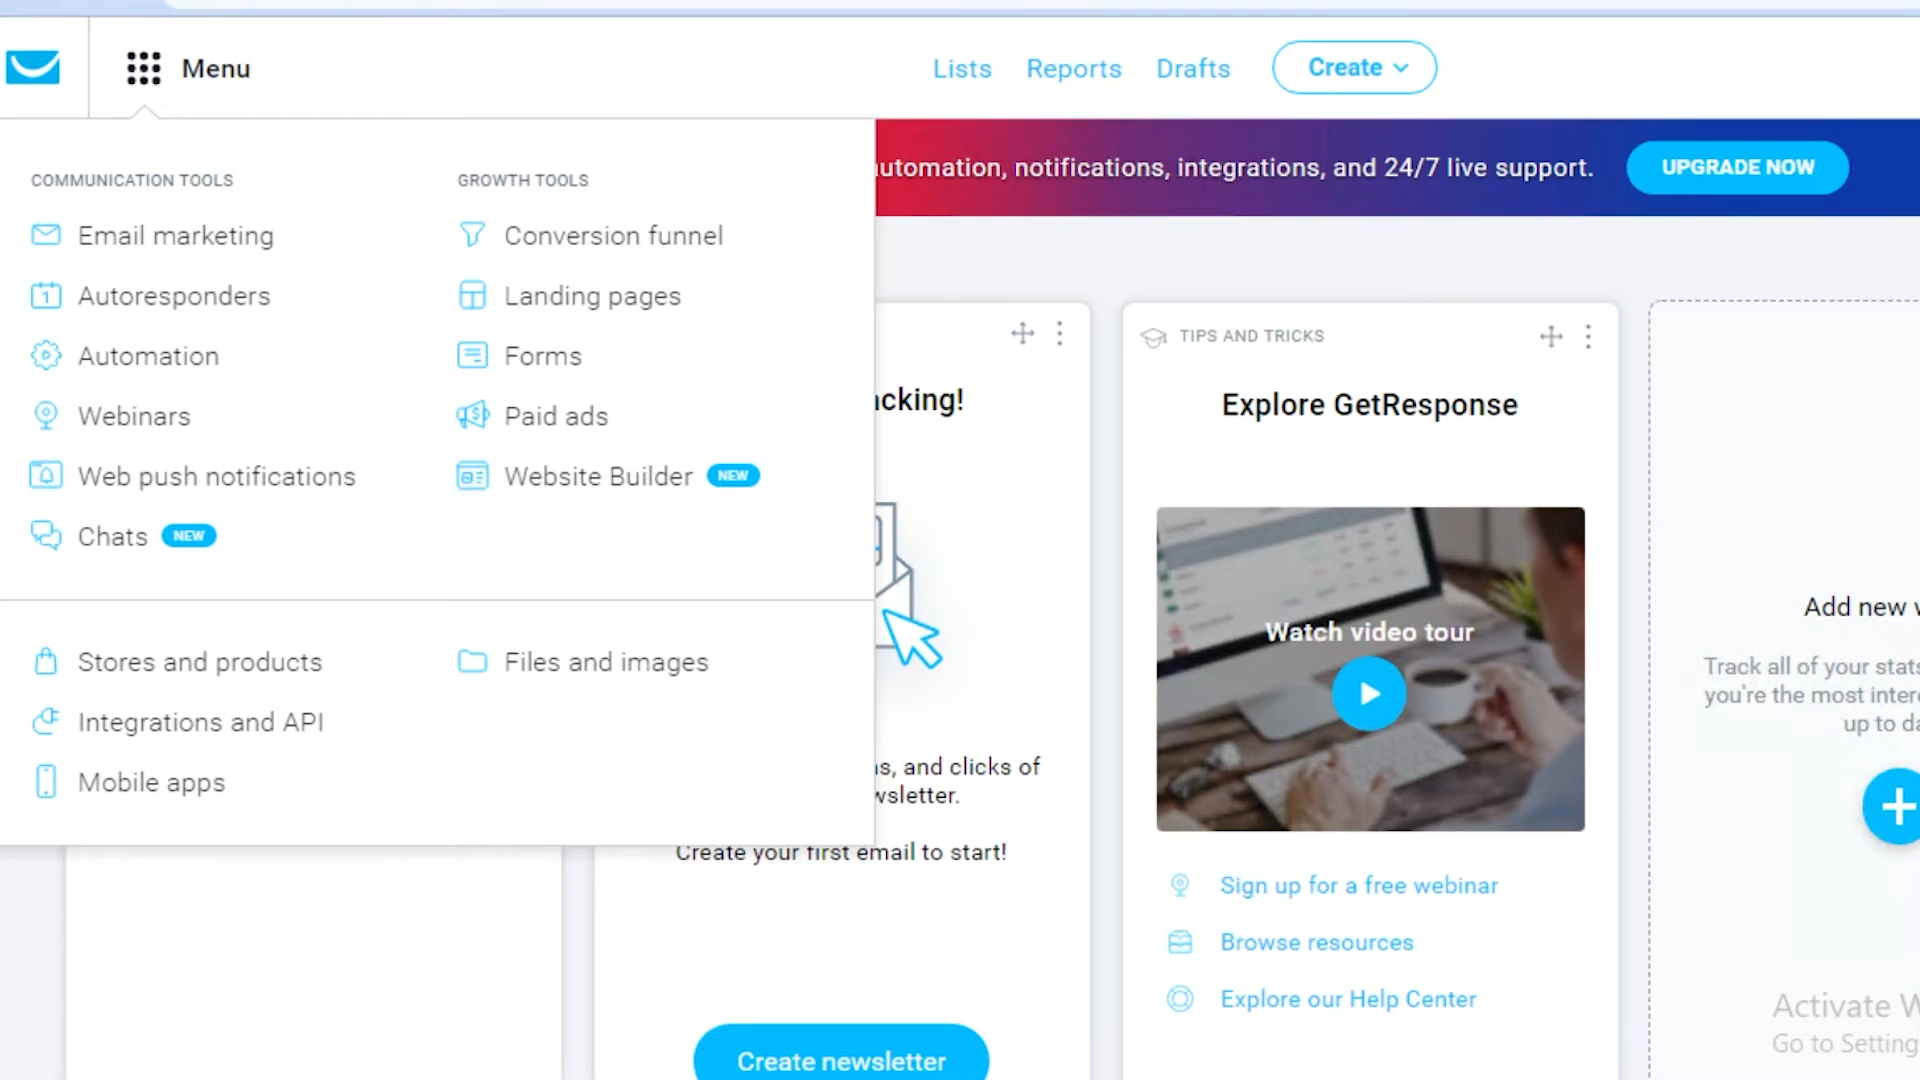 Menu
Lists
Reports
Drafts
Create
automation, notifications, integrations, and 24/7 live support.
UPGRADE NOW
COMMUNICATION TOOLS
Email marketing
Autoresponders
Automation
Webinars
Web push notifications
Chats NEW
GROWTH TOOLS
Conversion funnel
Landing pages
Forms
Paid ads
Website Builder NEW
Stores and products
Integrations and API
Mobile apps
Files and images
and clicks of
Create your first email to start!
Create newsletter
TIPS AND TRICKS
Explore GetResponse
Watch video tour
Sign up for a free webinar
Browse resources
Explore our Help Center
Add new
Track all of your stats
you're the most
up to
Activate
Go to Setting